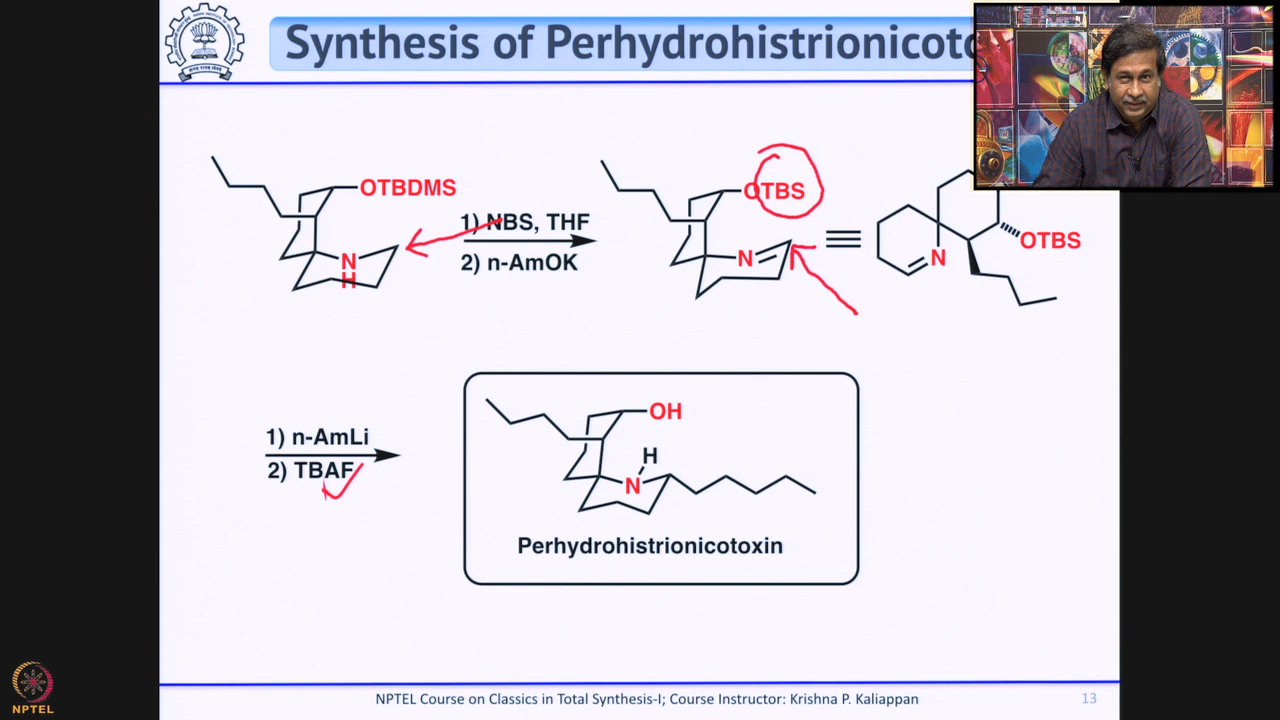 Synthesis of Perhydrohistrionicoto
OTBDMS
N
H
1) NBS, THF
2) n-AmOK
OTBS
N
N
OTBS
1) n-AmLi
2) TBAF
OH
H
N
Perhydrohistrionicotoxin
NPTEL
NPTEL Course on Classics in Total Synthesis-I; Course Instructor: Krishna P. Kaliappan
13